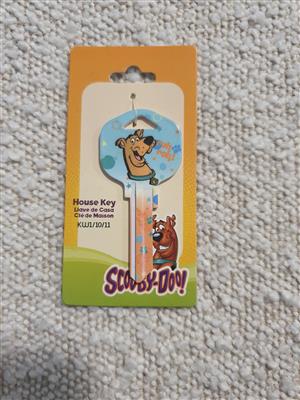 House Key
Llave de Casa
Clé de Maison
KW1/10/11
SCOOBY-DOO!